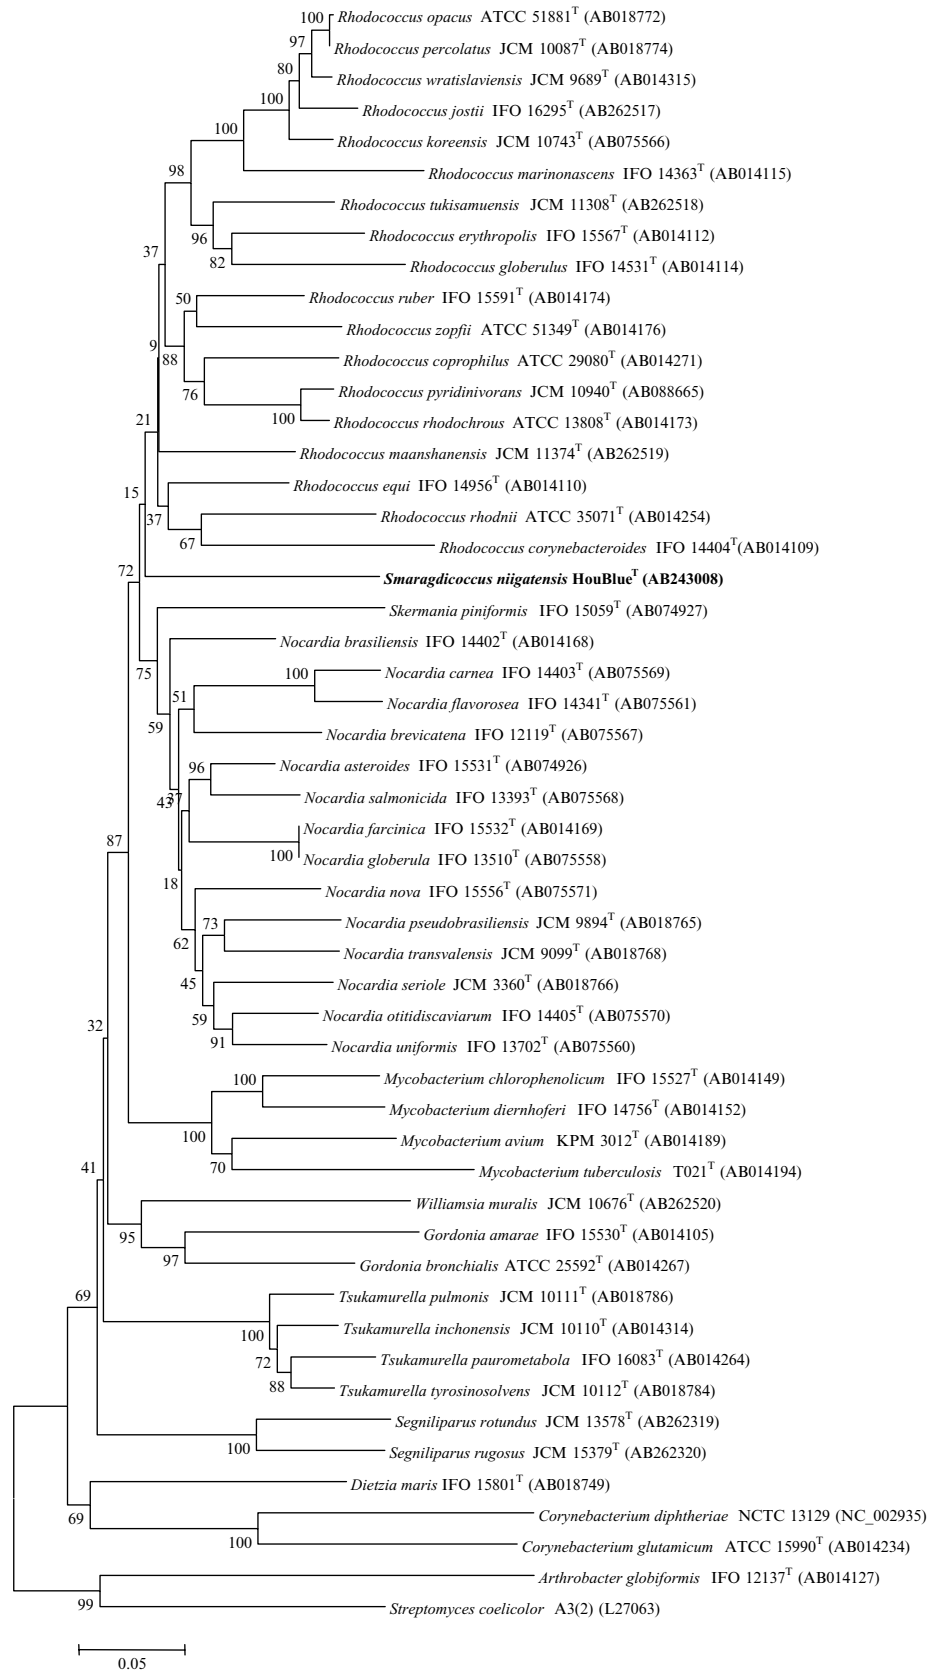 100 Rhodococcus opacus ATCC 51881T (AB018772)
97 Rhodococcus percolatus JCM 10087T (AB018774)
80 Rhodococcus wratislaviensis JCM 9689T (AB014315)
100 Rhodococcus jostii IFO 16295T (AB262517)
100 Rhodococcus koreensis JCM 10743T (AB075566)
98 Rhodococcus marinonascens IFO 14363T (AB014115)
Rhodococcus tukisamuensis JCM 11308T (AB262518)
96 Rhodococcus erythropolis IFO 15567T (AB014112)
37 82 Rhodococcus globerulus IFO 14531T (AB014114)
50 Rhodococcus ruber IFO 15591T (AB014174)
Rhodococcus zopfii ATCC 51349T (AB014176)
9 88 Rhodococcus coprophilus ATCC 29080T (AB014271)
76 Rhodococcus pyridinivorans JCM 10940T (AB088665)
21 100 Rhodococcus rhodochrous ATCC 13808T (AB014173)
Rhodococcus maanshanensis JCM 11374T (AB262519)
15 Rhodococcus equi IFO 14956T (AB014110)
37 Rhodococcus rhodnii ATCC 35071T (AB014254)
67 Rhodococcus corynebacteroides IFO 14404T(AB014109)
72 Smaragdicoccus niigatensis HouBlueT (AB243008)
Skermania piniformis IFO 15059T (AB074927)
Nocardia brasiliensis IFO 14402T (AB014168)
75 100 Nocardia carnea IFO 14403T (AB075569)
51 Nocardia flavorosea IFO 14341T (AB075561)
59 Nocardia brevicatena IFO 12119T (AB075567)
96 Nocardia asteroides IFO 15531T (AB074926)
43 37 Nocardia salmonicida IFO 13393T (AB075568)
87 Nocardia farcinica IFO 15532T (AB014169)
100 Nocardia globerula IFO 13510T (AB075558)
18 Nocardia nova IFO 15556T (AB075571)
73 Nocardia pseudobrasiliensis JCM 9894T (AB018765)
62 Nocardia transvalensis JCM 9099T (AB018768)
45 Nocardia seriole JCM 3360T (AB018766)
32 59 Nocardia otitidiscaviarum IFO 14405T (AB075570)
91 Nocardia uniformis IFO 13702T (AB075560)
100 Mycobacterium chlorophenolicum IFO 15527T (AB014149)
Mycobacterium diernhoferi IFO 14756T (AB014152)
100 Mycobacterium avium KPM 3012T (AB014189)
41 70 Mycobacterium tuberculosis T021T (AB014194)
Williamsia muralis JCM 10676T (AB262520)
95 Gordonia amarae IFO 15530T (AB014105)
97 Gordonia bronchialis ATCC 25592T (AB014267)
69 Tsukamurella pulmonis JCM 10111T (AB018786)
100 Tsukamurella inchonensis JCM 10110T (AB014314)
72 Tsukamurella paurometabola IFO 16083T (AB014264)
88 Tsukamurella tyrosinosolvens JCM 10112T (AB018784)
Segniliparus rotundus JCM 13578T (AB262319)
100 Segniliparus rugosus JCM 15379T (AB262320)
Dietzia maris IFO 15801T (AB018749)
69 Corynebacterium diphtheriae NCTC 13129 (NC_002935)
100 Corynebacterium glutamicum ATCC 15990T (AB014234)
Arthrobacter globiformis IFO 12137T (AB014127)
99 Streptomyces coelicolor A3(2) (L27063)
0.05